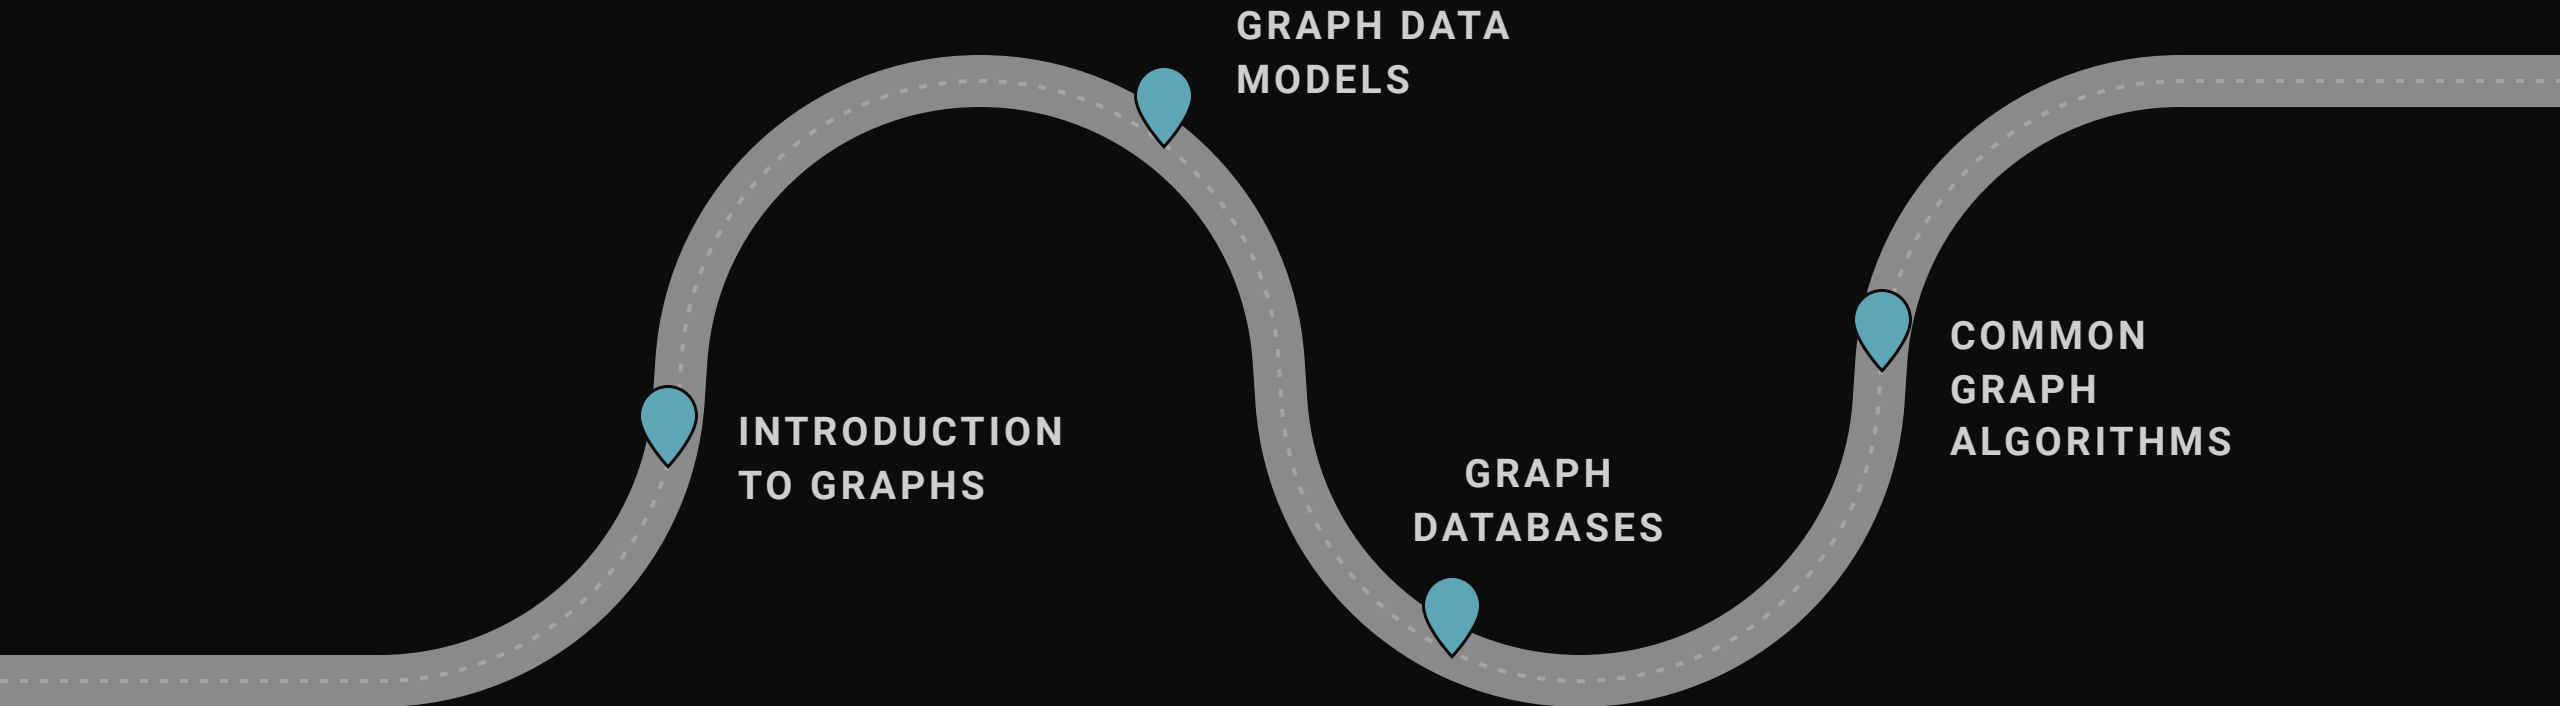 GRAPH DATA
MODELS
INTRODUCTION
TO GRAPHS
GRAPH
DATABASES
COMMON
GRAPH
ALGORITHMS